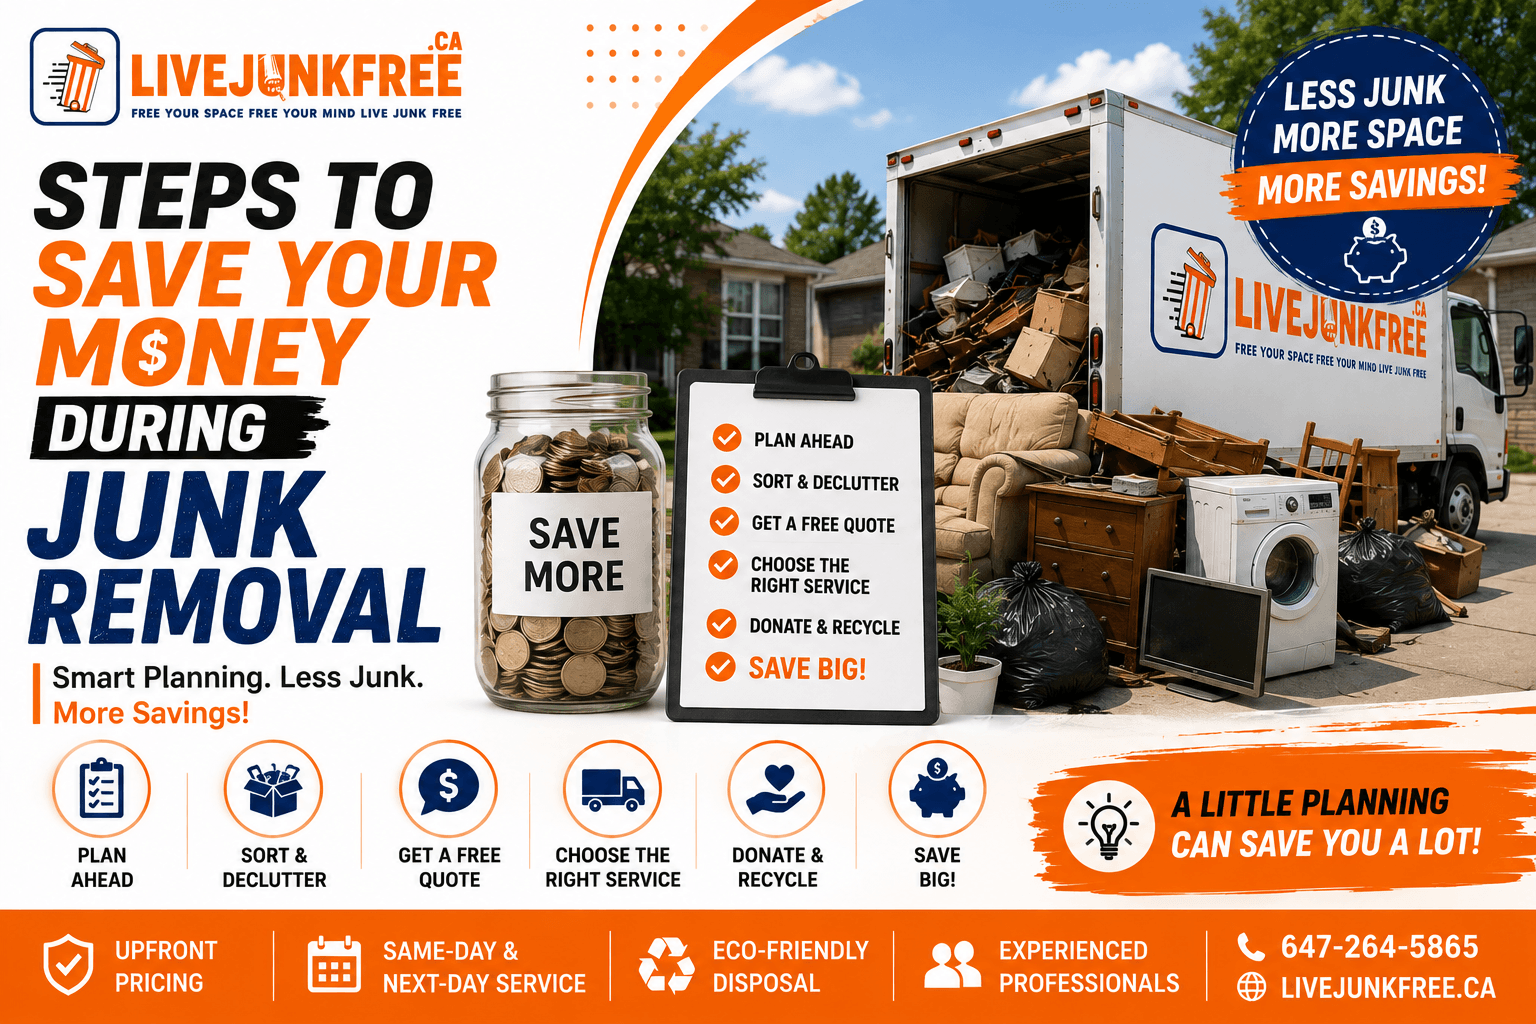 LIVEJUNKFREE.CA
FREE YOUR SPACE FREE YOUR MIND LIVE JUNK FREE
STEPS TO
SAVE YOUR
MONEY
DURING
JUNK
REMOVAL
Smart Planning. Less Junk.
More Savings!
SAVE
MORE
PLAN AHEAD
SORT & DECLUTTER
GET A FREE QUOTE
CHOOSE THE
RIGHT SERVICE
DONATE & RECYCLE
SAVE BIG!
LESS JUNK
MORE SPACE
MORE SAVINGS!
LIVEJUNKFREE.CA
FREE YOUR SPACE FREE YOUR MIND LIVE JUNK FREE
PLAN
AHEAD
SORT &
DECLUTTER
GET A FREE
QUOTE
CHOOSE THE
RIGHT SERVICE
DONATE &
RECYCLE
SAVE
BIG!
A LITTLE PLANNING
CAN SAVE YOU A LOT!
UPFRONT
PRICING
SAME-DAY &
NEXT-DAY SERVICE
ECO-FRIENDLY
DISPOSAL
EXPERIENCED
PROFESSIONALS
647-264-5865
LIVEJUNKFREE.CA